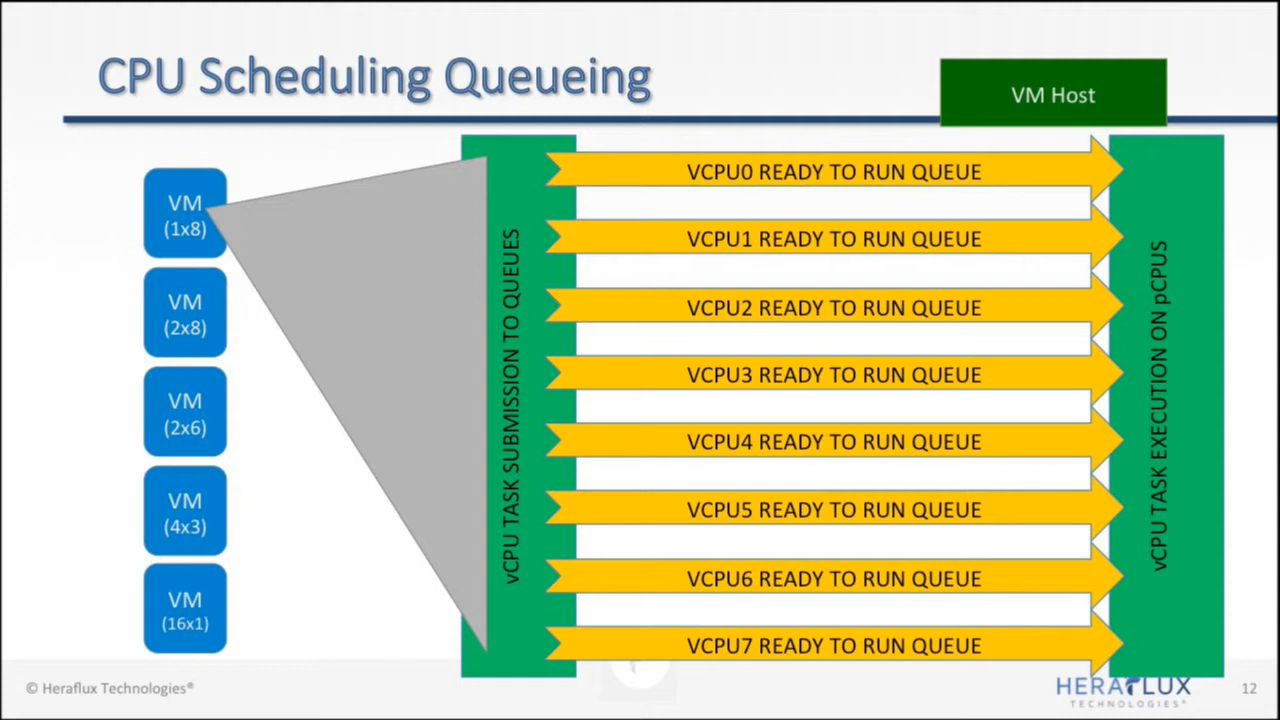 CPU Scheduling Queueing
VM Host
VM
(1x8)
VM
(2x8)
VM
(2x6)
VM
(4x3)
VM
(16x1)
vCPU TASK SUBMISSION TO QUEUES
VCPU0 READY TO RUN QUEUE
VCPU1 READY TO RUN QUEUE
VCPU2 READY TO RUN QUEUE
VCPU3 READY TO RUN QUEUE
VCPU4 READY TO RUN QUEUE
VCPU5 READY TO RUN QUEUE
VCPU6 READY TO RUN QUEUE
VCPU7 READY TO RUN QUEUE
vCPU TASK EXECUTION ON pCPUS
© Heraflux Technologies®
HERAFLUX
TECHNOLOGIES®
12